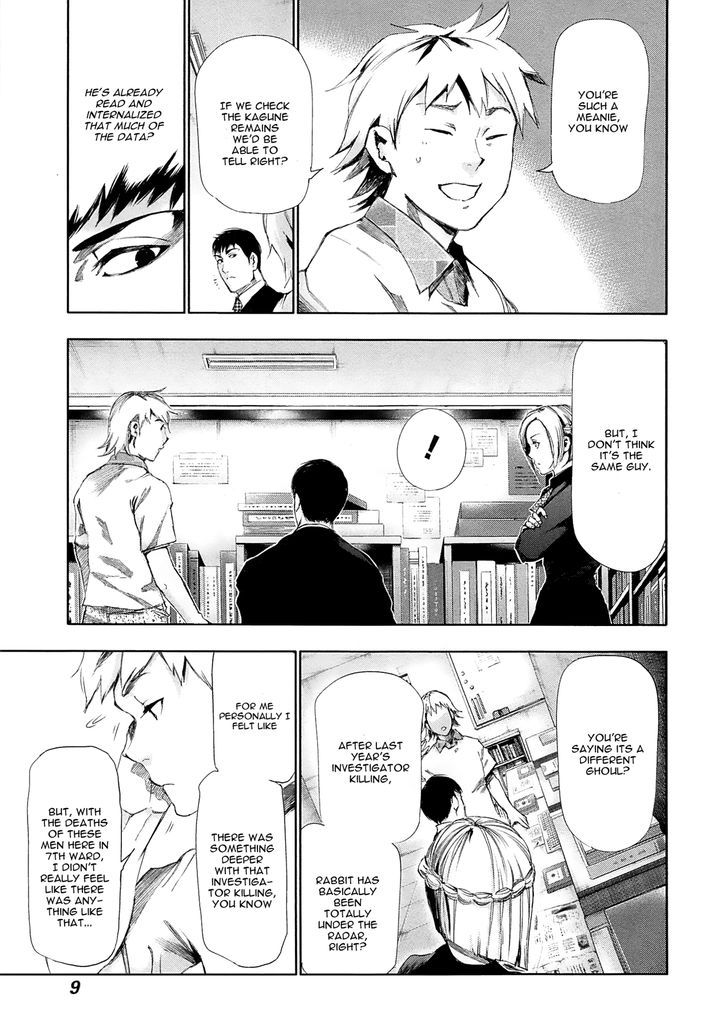 YOU'RE
SUCH A
MEANIE,
YOU KNOW
IF WE CHECK
THE KAGUNE
REMAINS
WE'D BE
ABLE TO
TELL RIGHT?
HE'S ALREADY
READ AND
INTERNALIZED
THAT MUCH OF
THE DATA?
BUT, I
DON'T THINK
IT'S THE
SAME GUY.
!
YOU'RE
SAYING ITS A
DIFFERENT
GHOUL?
AFTER LAST
YEAR'S
INVESTIGATOR
KILLING,
RABBIT HAS
BASICALLY
BEEN
TOTALLY
UNDER THE
RADAR,
RIGHT?
FOR ME
PERSONALLY I
FELT LIKE
THERE WAS
SOMETHING
DEEPER
WITH THAT
INVESTIGA-
TOR KILLING,
YOU KNOW
BUT, WITH
THE DEATHS
OF THESE
MEN HERE IN
7TH WARD,
I DIDN'T
REALLY FEEL
LIKE THERE
WAS ANY-
THING LIKE
THAT...
9